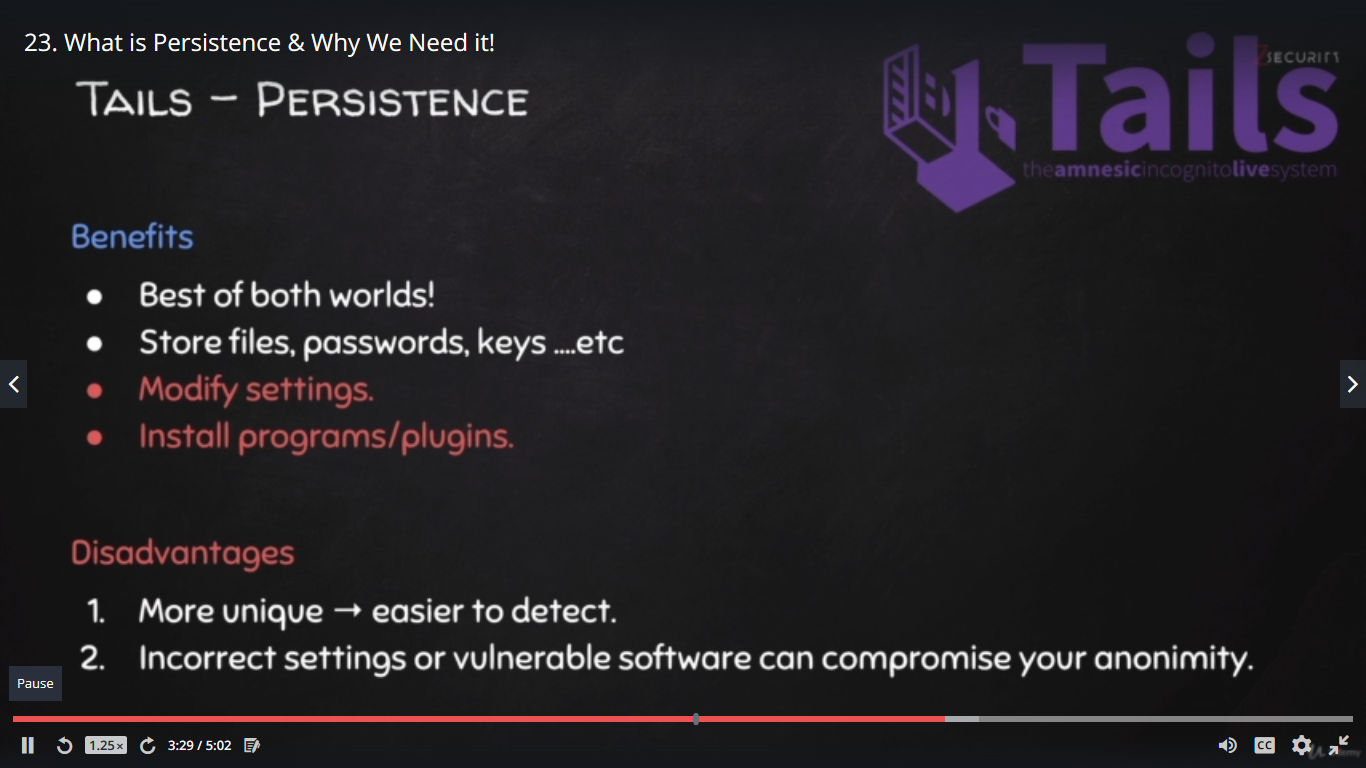 23. What is Persistence & Why We Need it!
TAILS – PERSISTENCE
ZSECURITY
Tails
theamnesicincognitolivesystem
Benefits
● Best of both worlds!
● Store files, passwords, keys ....etc
● Modify settings.
● Install programs/plugins.
Disadvantages
1. More unique → easier to detect.
2. Incorrect settings or vulnerable software can compromise your anonimity.
Pause
1.25×
3:29 / 5:02
CC